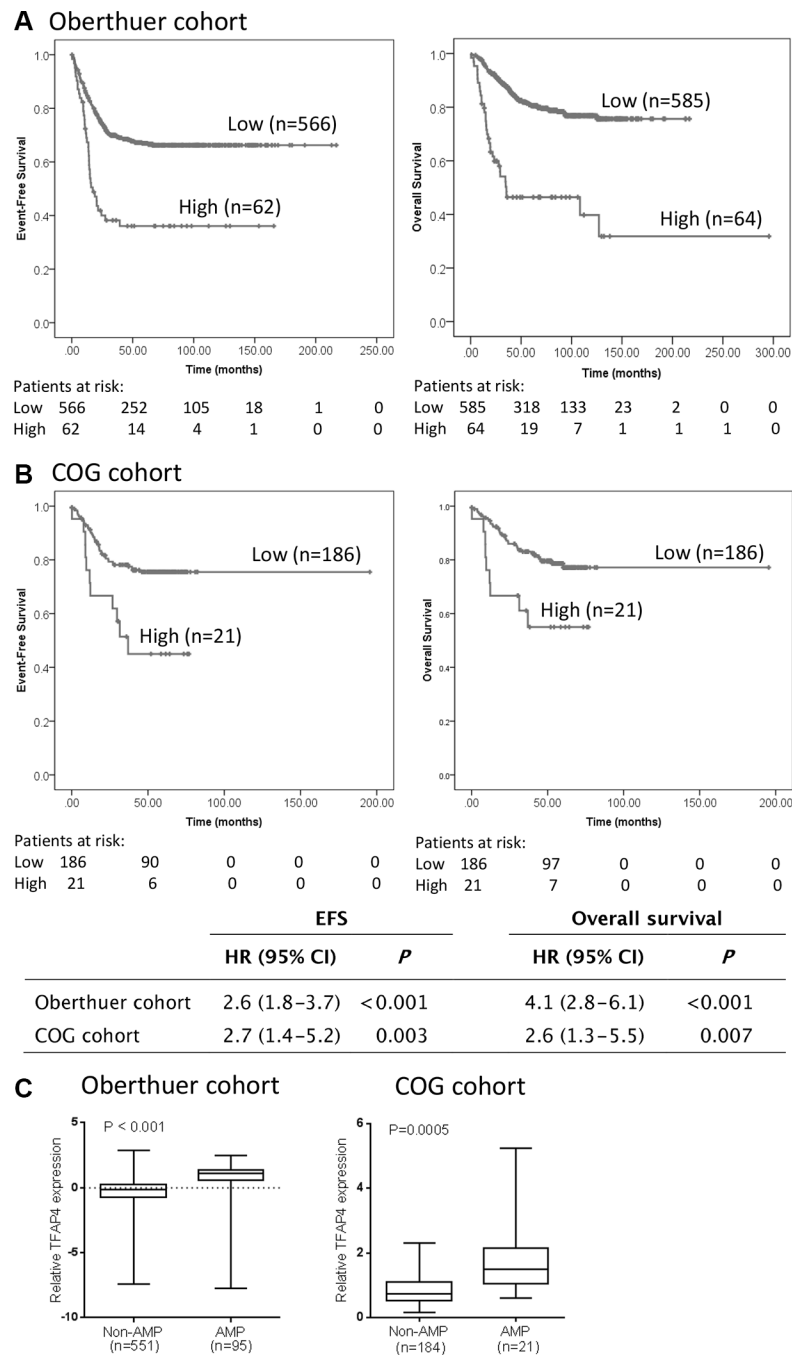 A Oberthuer cohort
Event-Free Survival
1.0
0.8
0.6
0.4
0.2
0.0
Low (n=566)
High (n=62)
.00 50.00 100.00 150.00 200.00 250.00
Time (months)
Patients at risk:
Low 566 252 105 18 1 0
High 62 14 4 1 0 0
Overall Survival
1.0
0.8
0.6
0.4
0.2
0.0
Low (n=585)
High (n=64)
.00 50.00 100.00 150.00 200.00 250.00 300.00
Time (months)
Patients at risk:
Low 585 318 133 23 2 0 0
High 64 19 7 1 1 1 0
B COG cohort
Event-Free Survival
1.0
0.8
0.6
0.4
0.2
0.0
Low (n=186)
High (n=21)
.00 50.00 100.00 150.00 200.00
Time (months)
Patients at risk:
Low 186 90 0 0 0
High 21 6 0 0 0
Overall Survival
1.0
0.8
0.6
0.4
0.2
0.0
Low (n=186)
High (n=21)
.00 50.00 100.00 150.00 200.00
Time (months)
Patients at risk:
Low 186 97 0 0 0
High 21 7 0 0 0
EFS Overall survival
HR (95% CI) P HR (95% CI) P
Oberthuer cohort 2.6 (1.8–3.7) <0.001 4.1 (2.8–6.1) <0.001
COG cohort 2.7 (1.4–5.2) 0.003 2.6 (1.3–5.5) 0.007
C Oberthuer cohort
Relative TFAP4 expression
5
0
-5
-10
P < 0.001
Non-AMP AMP
(n=551) (n=95)
COG cohort
Relative TFAP4 expression
6
4
2
0
P=0.0005
Non-AMP AMP
(n=184) (n=21)